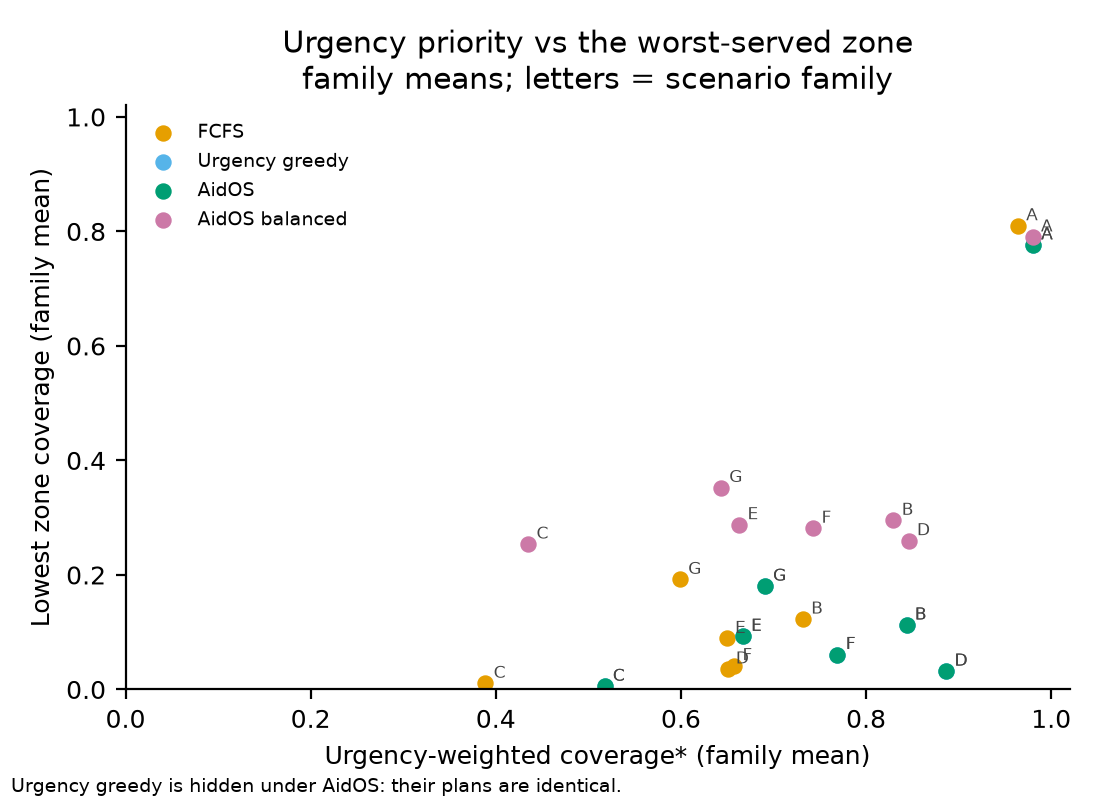 Urgency priority vs the worst-served zone
family means; letters = scenario family
Lowest zone coverage (family mean)
1.0
0.8
0.6
0.4
0.2
0.0
FCFS
Urgency greedy
AidOS
AidOS balanced
A
A
A
G
E
F
B
D
C
G
G
B
B
E
E
F
D
F
D
C
C
0.0 0.2 0.4 0.6 0.8 1.0
Urgency-weighted coverage* (family mean)
Urgency greedy is hidden under AidOS: their plans are identical.